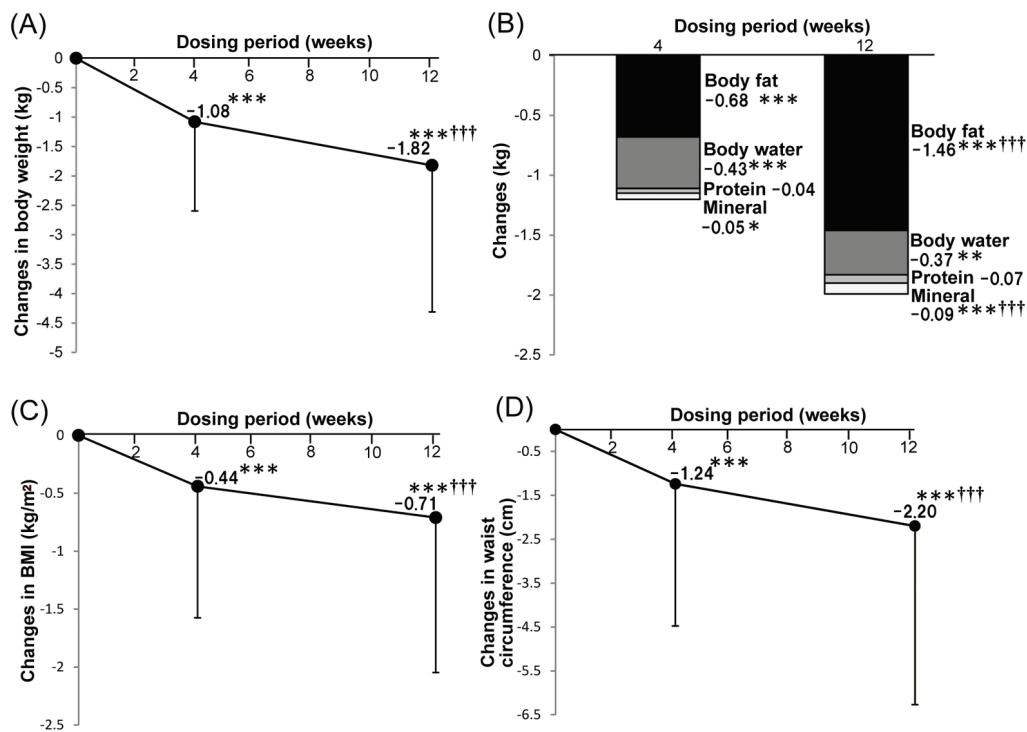 (A)
Dosing period (weeks)
0 2 4 6 8 10 12
-0.5
-1
-1.5
-2
-2.5
-3
-3.5
-4
-4.5
-5
Changes in body weight (kg)
−1.08 ***
***†††
−1.82
(B)
Dosing period (weeks)
4 12
0
-0.5
-1
-1.5
-2
-2.5
Changes (kg)
Body fat
−0.68 ***
Body water
−0.43***
Protein −0.04
Mineral
−0.05 *
Body fat
−1.46***†††
Body water
−0.37 **
Protein −0.07
Mineral
−0.09 ***†††
(C)
Dosing period (weeks)
0 2 4 6 8 10 12
-0.5
-1
-1.5
-2
-2.5
Changes in BMI (kg/m²)
−0.44***
***†††
−0.71
(D)
Dosing period (weeks)
2 4 6 8 10 12
-0.5
-1.5
-2.5
-3.5
-4.5
-5.5
-6.5
Changes in waist
circumference (cm)
−1.24 ***
***†††
−2.20